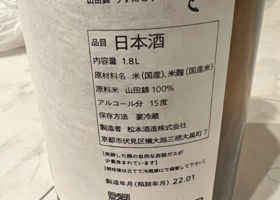 山田錦
品目 日本酒
内容量 1.8L
原材料名 米(国産)、米麹(国産米)
原料米 山田錦 100%
アルコール分 15度
保存方法 要冷蔵
製造者 松本酒造株式会社
京都市伏見区横大路三栖大黒町7
製造年月(瓶詰年月) 22.01